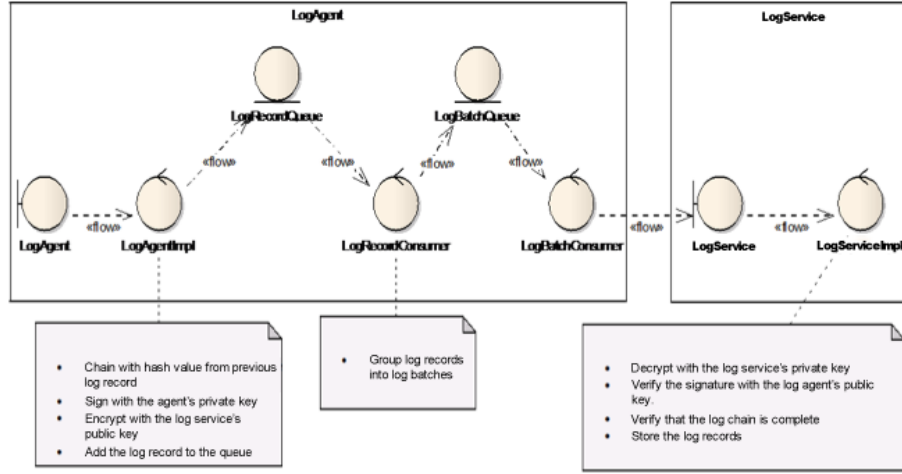 LogAgent
LogService
LogRecordQueue
LogBatchQueue
«flow»
«flow»
«flow»
«flow»
LogAgent
«flow»
LogAgentImpl
LogRecordConsumer
LogBatchConsumer
«flow»
LogService
«flow»
LogServiceImpl
• Chain with hash value from previous
log record
• Sign with the agent's private key
• Encrypt with the log service's
public key
• Add the log record to the queue
• Group log records
into log batches
• Decrypt with the log service's private key
• Verify the signature with the log agent's public
key.
• Verify that the log chain is complete
• Store the log records